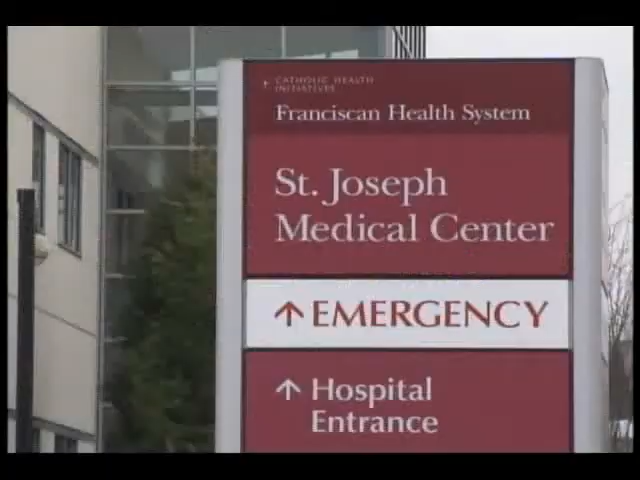 CATHOLIC HEALTH
INITIATIVES
Franciscan Health System
St. Joseph
Medical Center
↑ EMERGENCY
↑ Hospital
Entrance